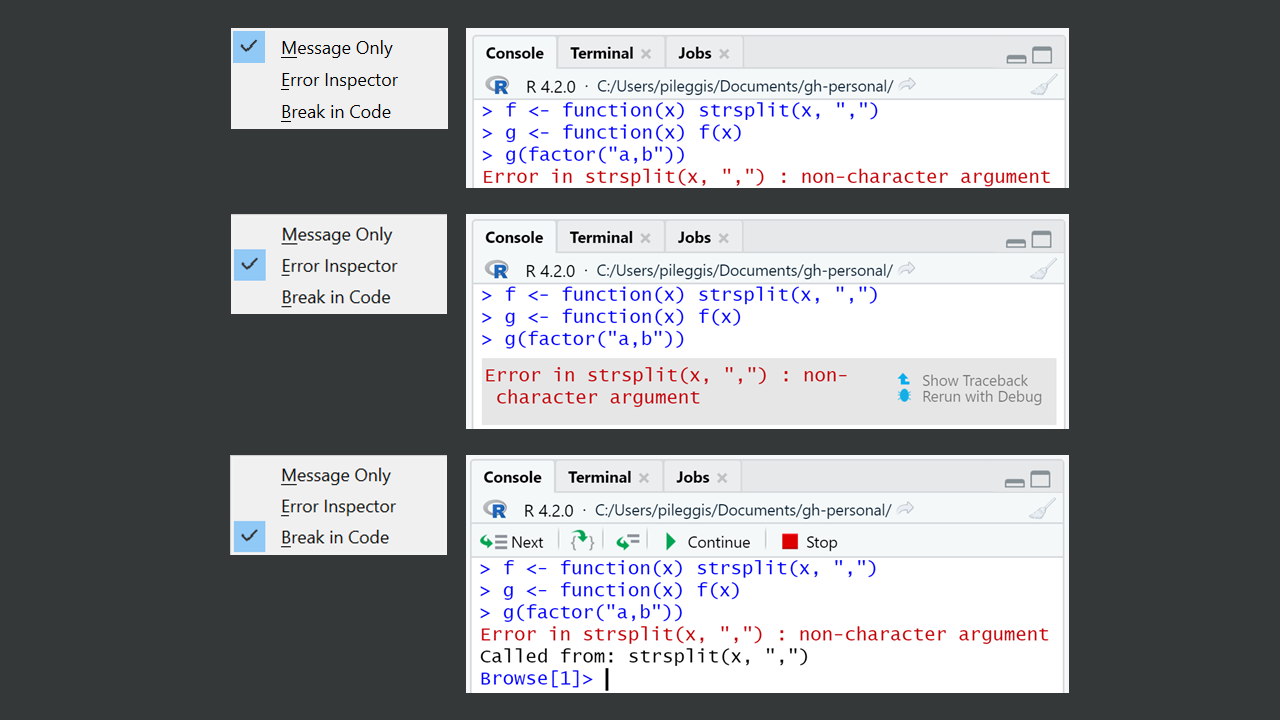 Message Only
Error Inspector
Break in Code
Console Terminal Jobs
R R 4.2.0 · C:/Users/pileggis/Documents/gh-personal/
> f <- function(x) strsplit(x, ",")
> g <- function(x) f(x)
> g(factor("a,b"))
Error in strsplit(x, ",") : non-character argument
Message Only
Error Inspector
Break in Code
Console Terminal Jobs
R R 4.2.0 · C:/Users/pileggis/Documents/gh-personal/
> f <- function(x) strsplit(x, ",")
> g <- function(x) f(x)
> g(factor("a,b"))
Error in strsplit(x, ",") : non-
character argument
Show Traceback
Rerun with Debug
Message Only
Error Inspector
Break in Code
Console Terminal Jobs
R R 4.2.0 · C:/Users/pileggis/Documents/gh-personal/
Next {} Continue Stop
> f <- function(x) strsplit(x, ",")
> g <- function(x) f(x)
> g(factor("a,b"))
Error in strsplit(x, ",") : non-character argument
Called from: strsplit(x, ",")
Browse[1]>